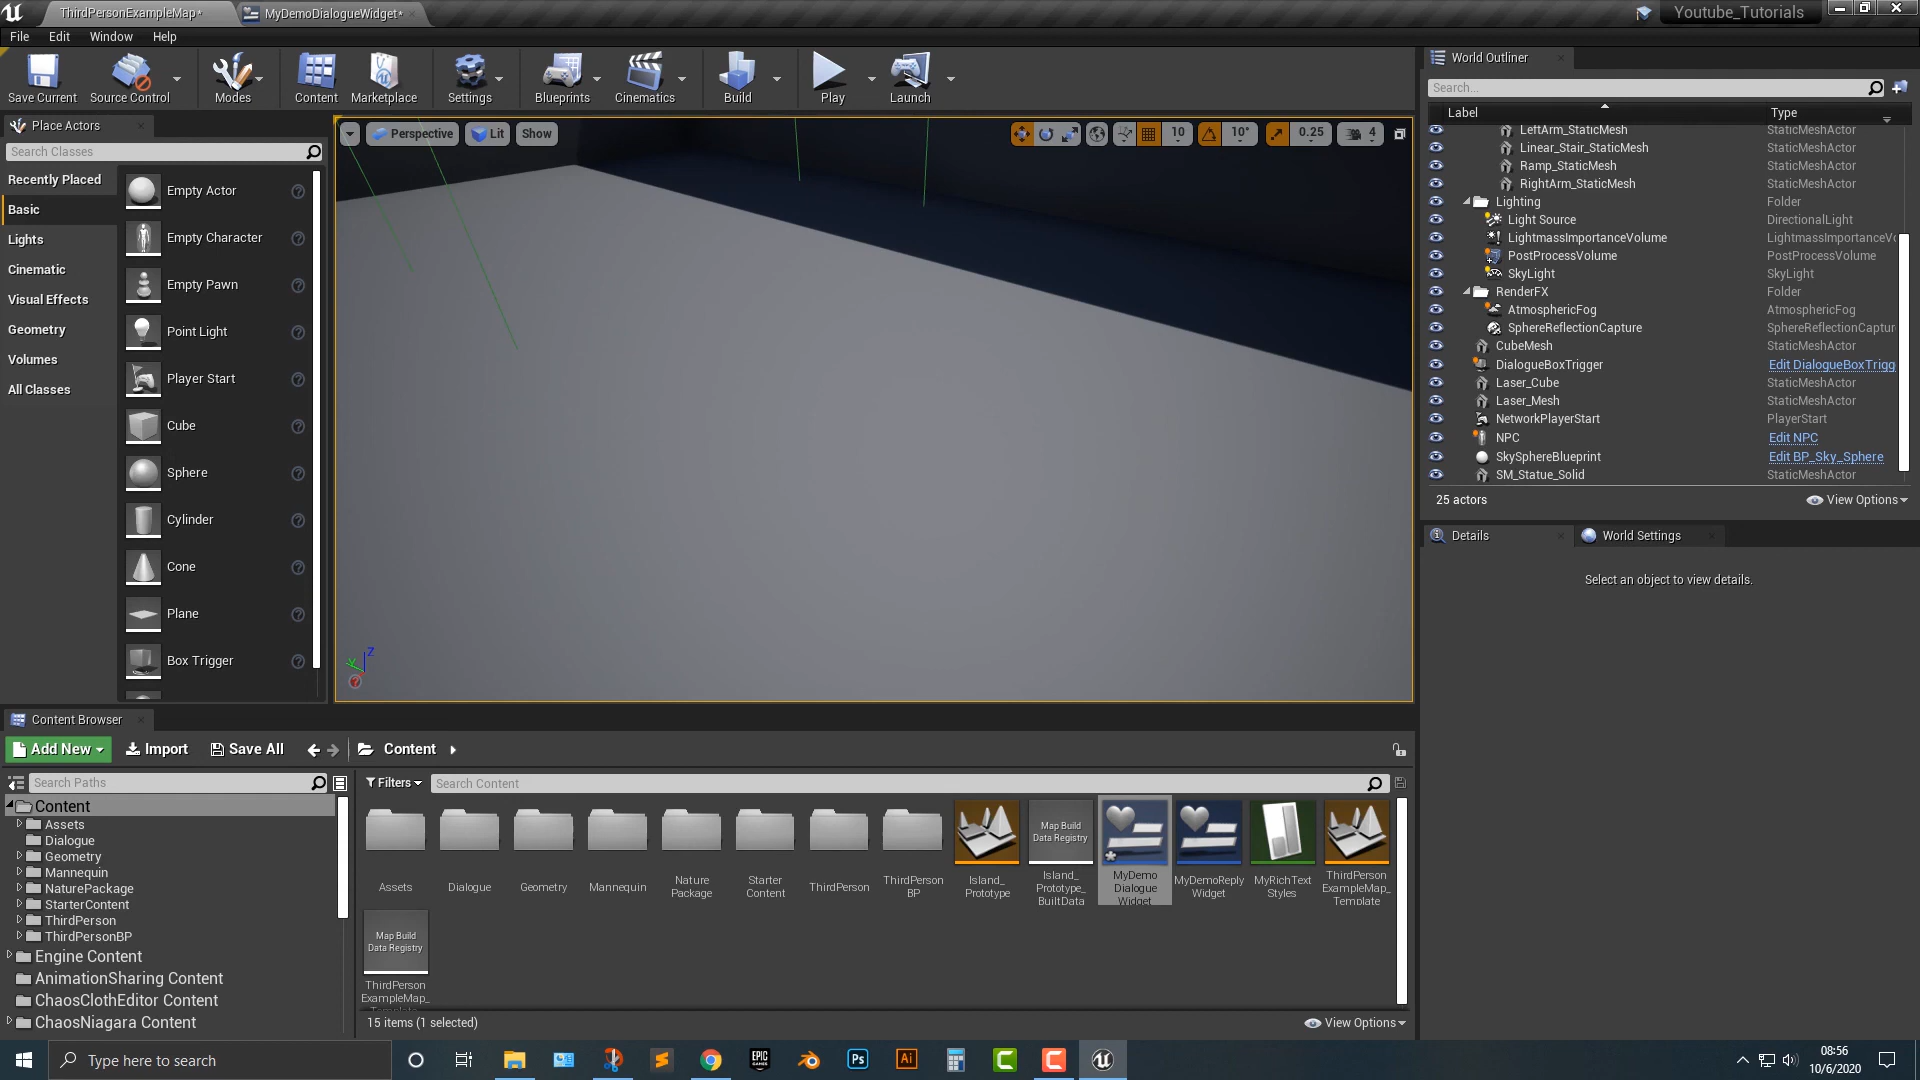 ThirdPersonExampleMap*
MyDemoDialogueWidget*
Youtube_Tutorials
File Edit Window Help
Save Current
Source Control
Modes
Content
Marketplace
Settings
Blueprints
Cinematics
Build
Play
Launch
Place Actors
Search Classes
Recently Placed
Basic
Lights
Cinematic
Visual Effects
Geometry
Volumes
All Classes
Empty Actor
Empty Character
Empty Pawn
Point Light
Player Start
Cube
Sphere
Cylinder
Cone
Plane
Box Trigger
Perspective
Lit
Show
10
10°
0.25
4
Z
World Outliner
Search...
Label Type
LeftArm_StaticMesh StaticMeshActor
Linear_Stair_StaticMesh StaticMeshActor
Ramp_StaticMesh StaticMeshActor
RightArm_StaticMesh StaticMeshActor
Lighting Folder
Light Source DirectionalLight
LightmassImportanceVolume LightmassImportanceVo
PostProcessVolume PostProcessVolume
SkyLight SkyLight
RenderFX Folder
AtmosphericFog AtmosphericFog
SphereReflectionCapture SphereReflectionCaptur
CubeMesh StaticMeshActor
DialogueBoxTrigger Edit DialogueBoxTrigg
Laser_Cube StaticMeshActor
Laser_Mesh StaticMeshActor
NetworkPlayerStart PlayerStart
NPC Edit NPC
SkySphereBlueprint Edit BP_Sky_Sphere
SM_Statue_Solid StaticMeshActor
25 actors
View Options
Details
World Settings
Select an object to view details.
Content Browser
Add New
Import
Save All
Content
Search Paths
Content
Assets
Dialogue
Geometry
Mannequin
NaturePackage
StarterContent
ThirdPerson
ThirdPersonBP
Engine Content
AnimationSharing Content
ChaosClothEditor Content
ChaosNiagara Content
Filters
Search Content
Assets
Dialogue
Geometry
Mannequin
Nature
Package
Starter
Content
ThirdPerson
ThirdPerson
BP
Island_
Prototype
Map Build
Data Registry
Island_
Prototype_
BuiltData
MyDemo
Dialogue
Widget
MyDemoReply
Widget
MyRichText
Styles
ThirdPerson
ExampleMap_
Template
Map Build
Data Registry
ThirdPerson
ExampleMap_
15 items (1 selected)
View Options
Type here to search
EPIC
GAMES
Ps
Ai
08:56
10/6/2020